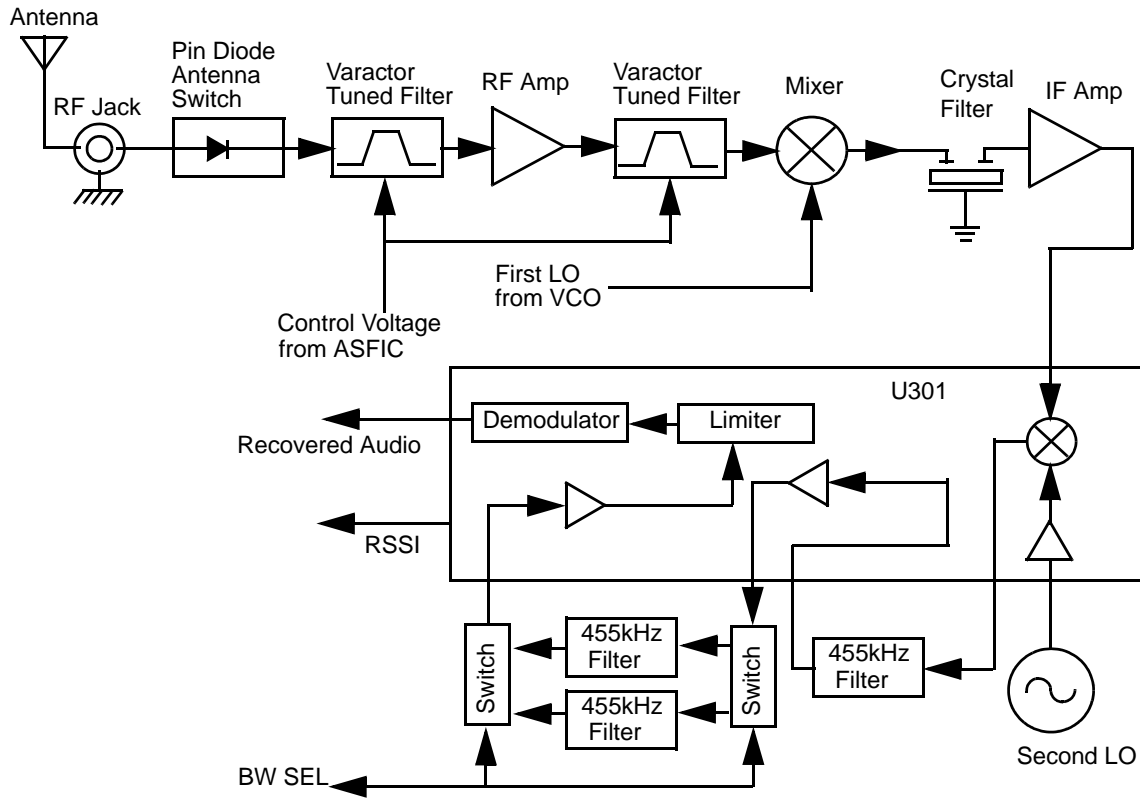 Antenna
RF Jack
Pin Diode
Antenna
Switch
Varactor
Tuned Filter
RF Amp
Varactor
Tuned Filter
Mixer
Crystal
Filter
IF Amp
First LO
from VCO
Control Voltage
from ASFIC
U301
Demodulator
Limiter
Recovered Audio
RSSI
Switch
455kHz
Filter
455kHz
Filter
Switch
455kHz
Filter
Second LO
BW SEL